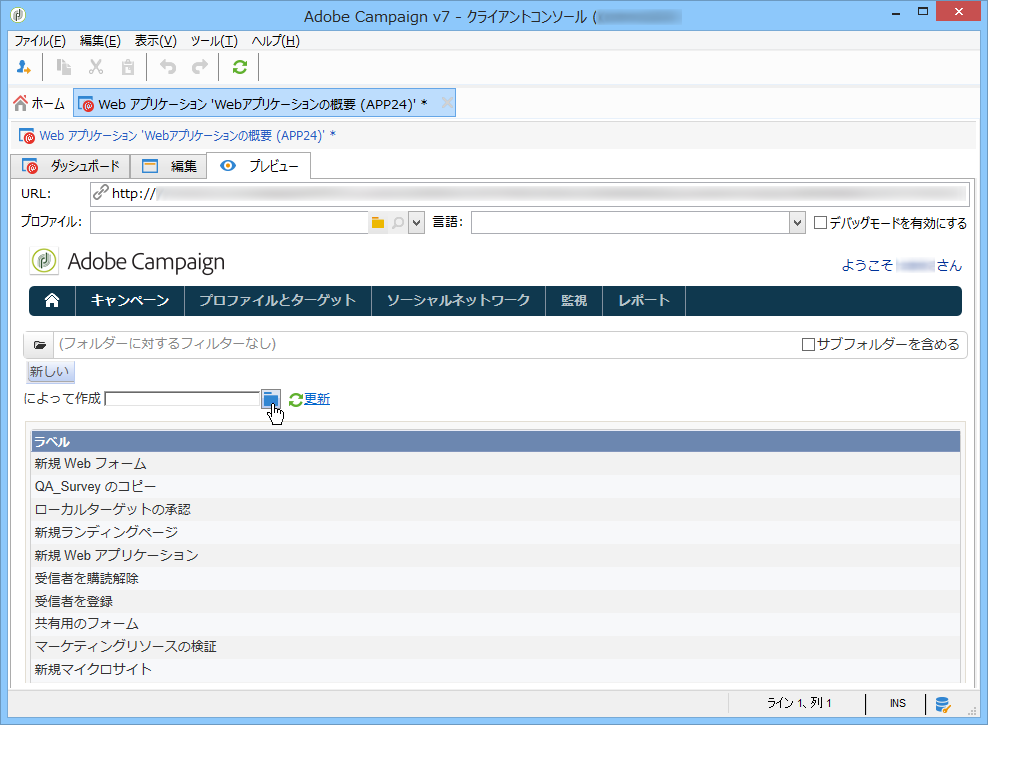 Adobe Campaign v7 - クライアントコンソール (
ファイル(F) 編集(E) 表示(V) ツール(T) ヘルプ(H)
ホーム Web アプリケーション 'Webアプリケーションの概要 (APP24)' *
Web アプリケーション 'Webアプリケーションの概要 (APP24)' *
ダッシュボード 編集 プレビュー
URL: http://
プロファイル: 言語: デバッグモードを有効にする
Adobe Campaign
ようこそ さん
キャンペーン プロファイルとターゲット ソーシャルネットワーク 監視 レポート
(フォルダーに対するフィルターなし) サブフォルダーを含める
新しい
によって作成 更新
ラベル
新規 Web フォーム
QA_Survey のコピー
ローカルターゲットの承認
新規ランディングページ
新規 Web アプリケーション
受信者を購読解除
受信者を登録
共有用のフォーム
マーケティングリソースの検証
新規マイクロサイト
ライン 1、列 1 INS